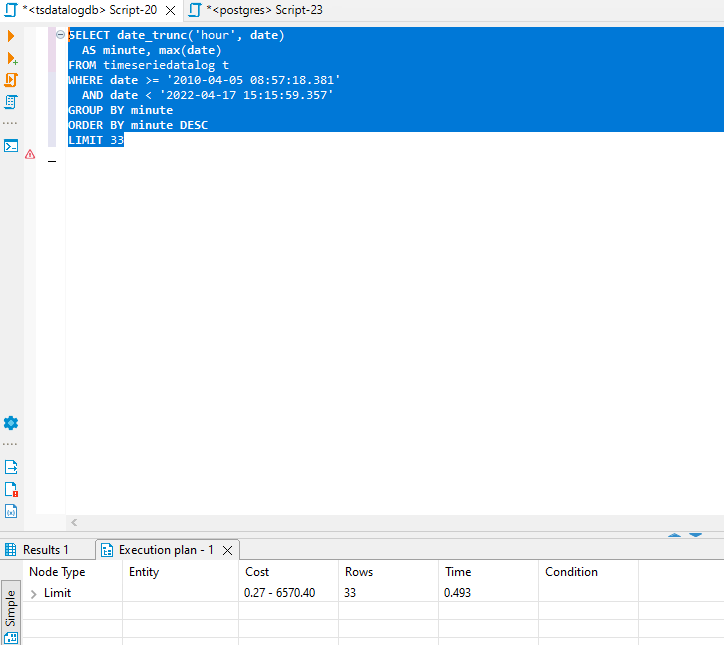 *<tsdatalogdb> Script-20
*<postgres> Script-23
SELECT date_trunc('hour', date)
AS minute, max(date)
FROM timeseriedatalog t
WHERE date >= '2010-04-05 08:57:18.381'
AND date < '2022-04-17 15:15:59.357'
GROUP BY minute
ORDER BY minute DESC
LIMIT 33
Results 1
Execution plan - 1
Node Type Entity Cost Rows Time Condition
Limit 0.27 - 6570.40 33 0.493
Simple